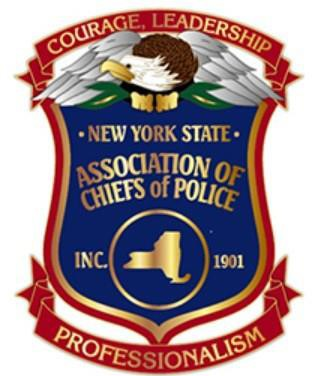 COURAGE, LEADERSHIP
• NEW YORK STATE •
ASSOCIATION OF
CHIEFS of POLICE
INC. 1901
PROFESSIONALISM